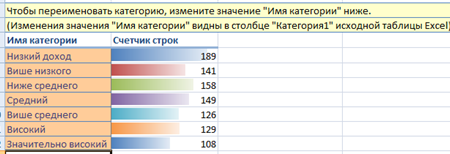 Чтобы переименовать категорию, измените значение "Имя категории" ниже.
(Изменения значения "Имя категории" видны в столбце "Категория1" исходной таблицы Excel)
Имя категории Счетчик строк
Низкий доход 189
Више низкого 141
Ниже среднего 158
Средний 149
Више среднего 126
Високий 129
Значительно високий 108